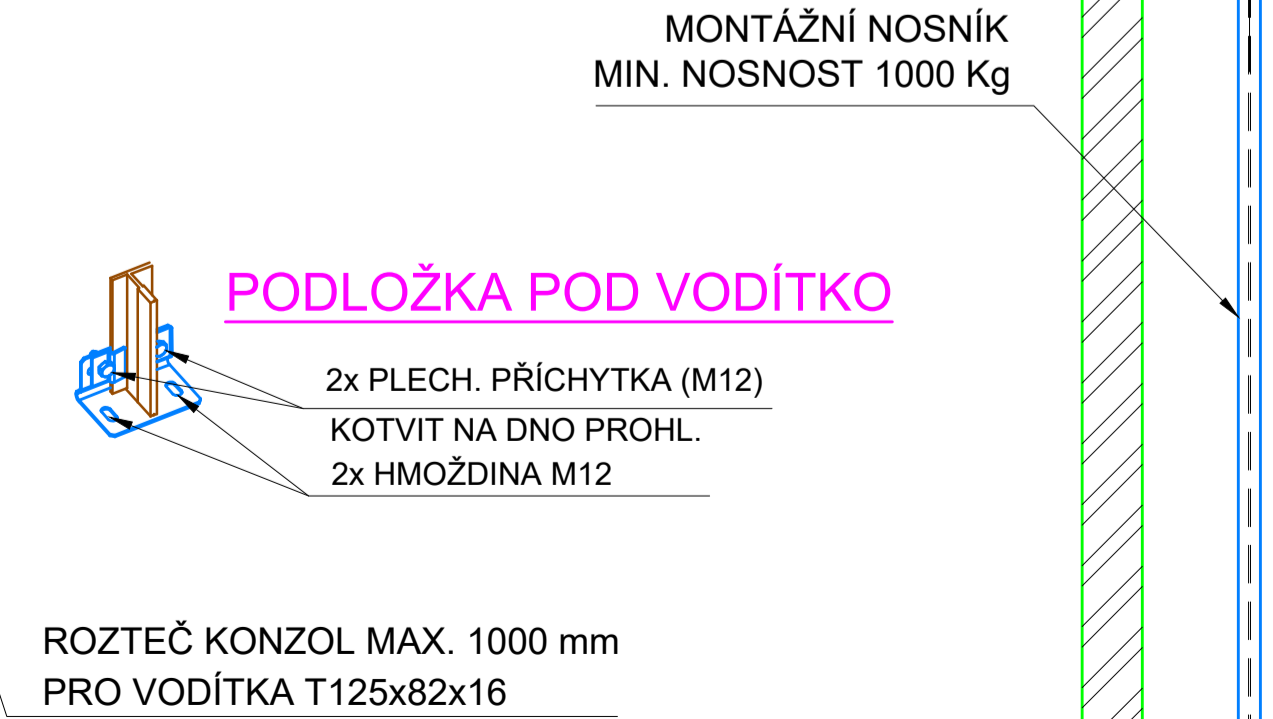 MONTÁŽNÍ NOSNÍK
MIN. NOSNOST 1000 Kg
PODLOŽKA POD VODÍTKO
2x PLECH. PŘÍCHYTKA (M12)
KOTVIT NA DNO PROHL.
2x HMOŽDINA M12
ROZTEČ KONZOL MAX. 1000 mm
PRO VODÍTKA T125x82x16